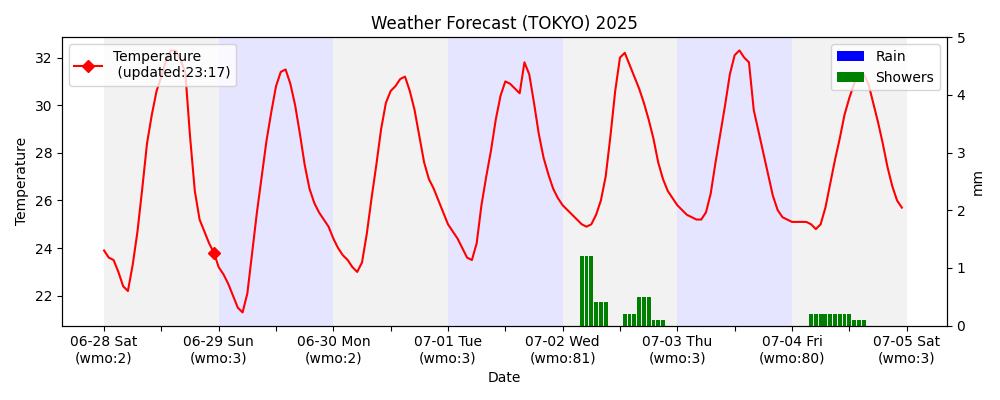 Weather Forecast (TOKYO) 2025
Temperature
(updated:23:17)
Rain
Showers
32
30
28
26
24
22
Temperature
5
4
3
2
1
0
mm
06-28 Sat
(wmo:2)
06-29 Sun
(wmo:3)
06-30 Mon
(wmo:2)
07-01 Tue
(wmo:3)
07-02 Wed
(wmo:81)
07-03 Thu
(wmo:3)
07-04 Fri
(wmo:80)
07-05 Sat
(wmo:3)
Date